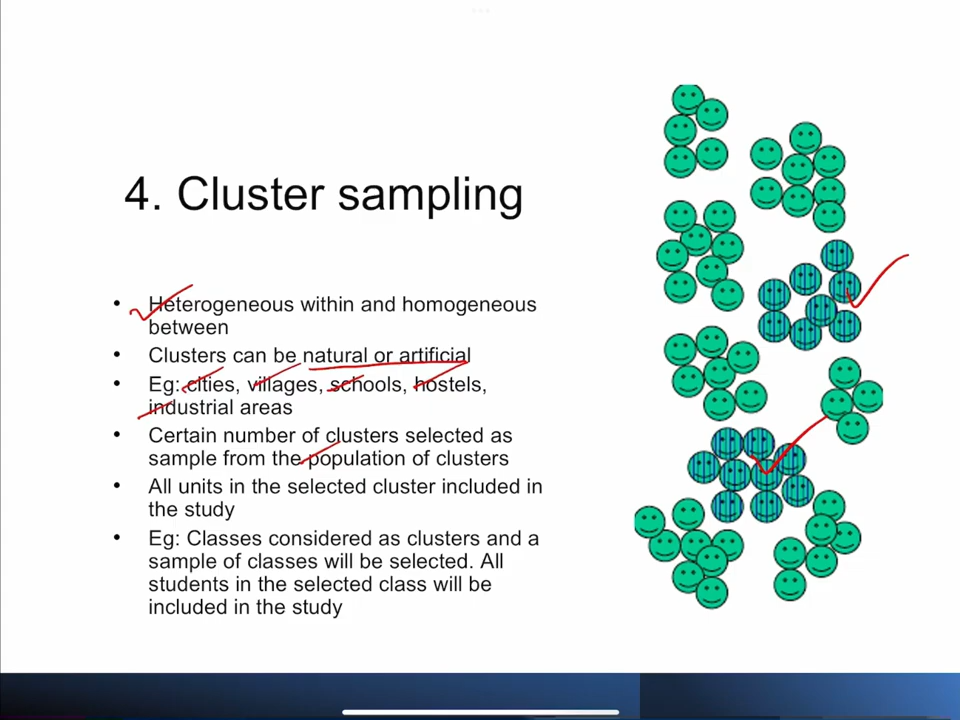 4. Cluster sampling
• Heterogeneous within and homogeneous
between
• Clusters can be natural or artificial
• Eg: cities, villages, schools, hostels,
industrial areas
• Certain number of clusters selected as
sample from the population of clusters
• All units in the selected cluster included in
the study
• Eg: Classes considered as clusters and a
sample of classes will be selected. All
students in the selected class will be
included in the study